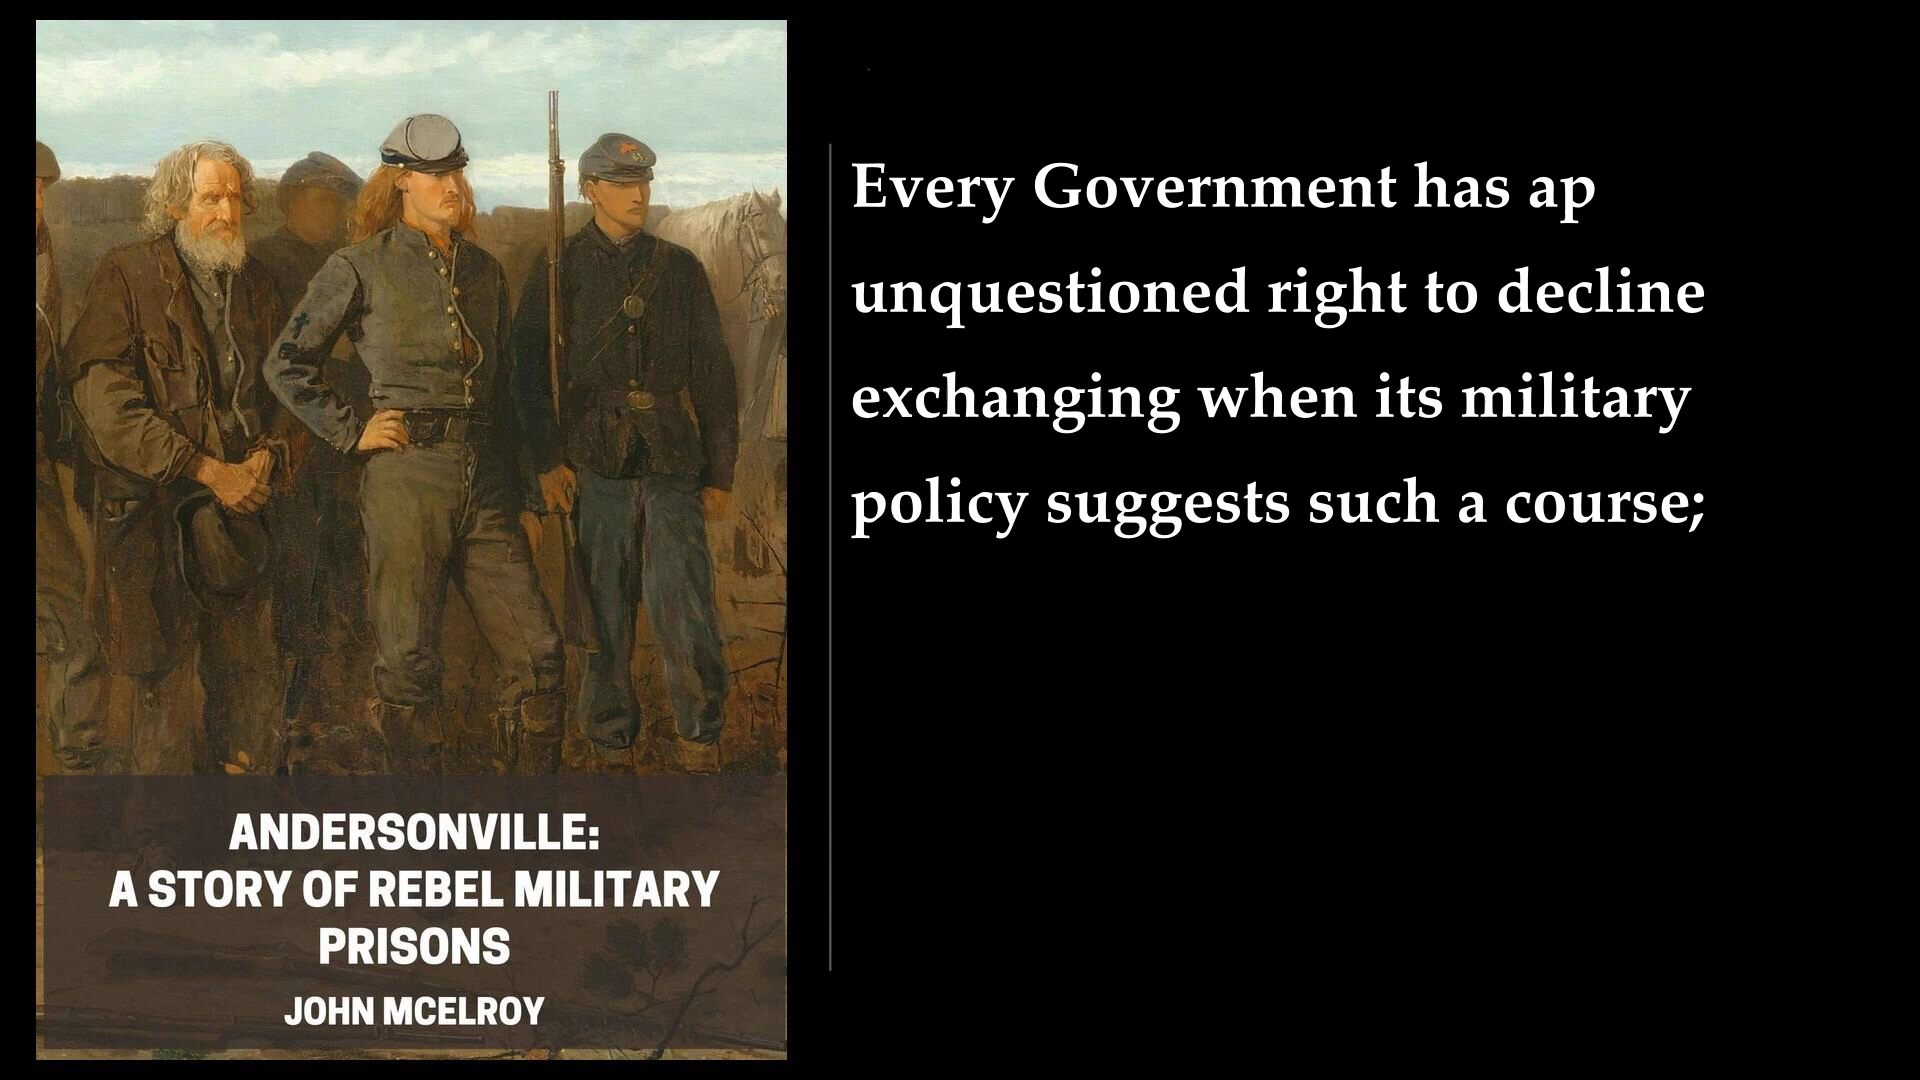 Every Government has ap
unquestioned right to decline
exchanging when its military
policy suggests such a course;
ANDERSONVILLE:
A STORY OF REBEL MILITARY
PRISONS
JOHN MCELROY